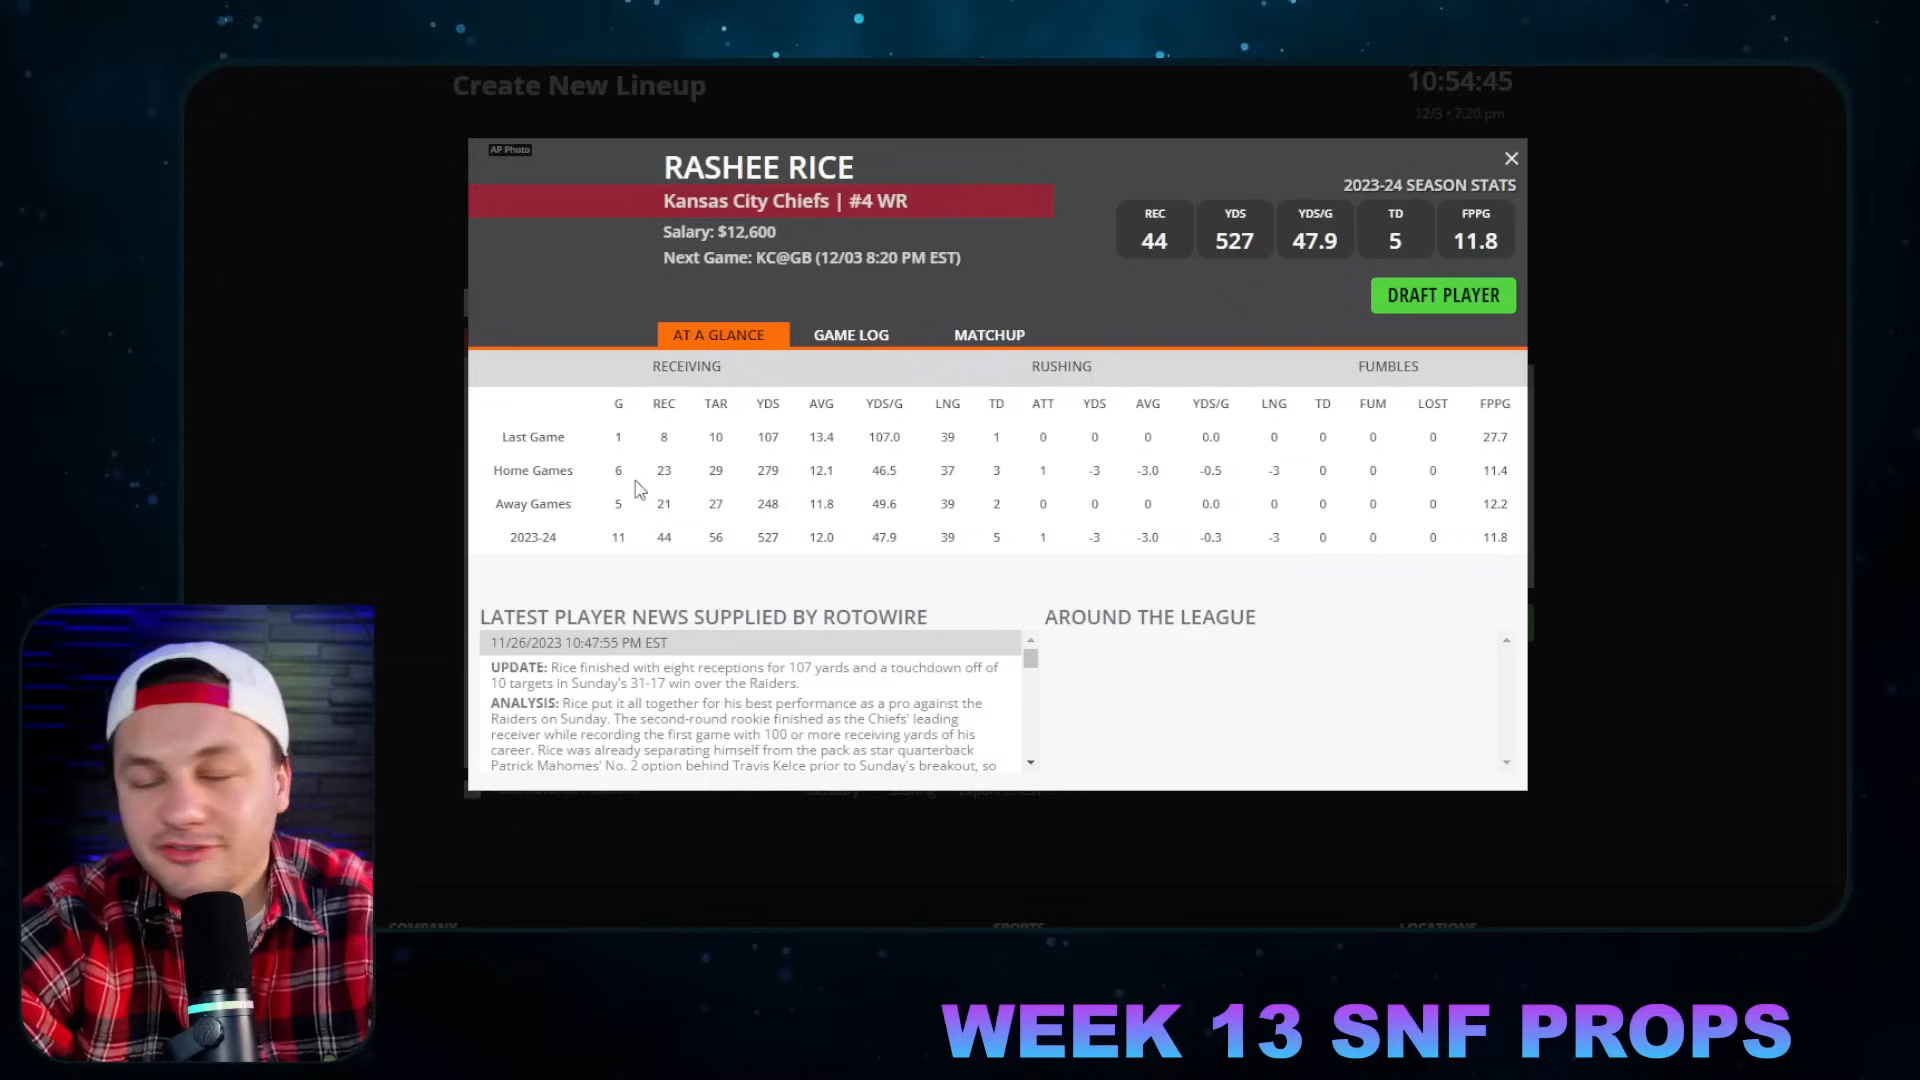 Create New Lineup
10:54:45
12/3 • 7:20 pm
AP Photo
RASHEE RICE
Kansas City Chiefs | #4 WR
Salary: $12,600
Next Game: KC@GB (12/03 8:20 PM EST)
2023-24 SEASON STATS
REC YDS YDS/G TD FPPG
44 527 47.9 5 11.8
DRAFT PLAYER
AT A GLANCE GAME LOG MATCHUP
RECEIVING RUSHING FUMBLES
G REC TAR YDS AVG YDS/G LNG TD ATT YDS AVG YDS/G LNG TD FUM LOST FPPG
Last Game 1 8 10 107 13.4 107.0 39 1 0 0 0 0.0 0 0 0 0 27.7
Home Games 6 23 29 279 12.1 46.5 37 3 1 -3 -3.0 -0.5 -3 0 0 0 11.4
Away Games 5 21 27 248 11.8 49.6 39 2 0 0 0 0.0 0 0 0 0 12.2
2023-24 11 44 56 527 12.0 47.9 39 5 1 -3 -3.0 -0.3 -3 0 0 0 11.8
LATEST PLAYER NEWS SUPPLIED BY ROTOWIRE
11/26/2023 10:47:55 PM EST
UPDATE: Rice finished with eight receptions for 107 yards and a touchdown off of
10 targets in Sunday's 31-17 win over the Raiders.
ANALYSIS: Rice put it all together for his best performance as a pro against the
Raiders on Sunday. The second-round rookie finished as the Chiefs' leading
receiver while recording the first game with 100 or more receiving yards of his
career. Rice was already separating himself from the pack as star quarterback
Patrick Mahomes' No. 2 option behind Travis Kelce prior to Sunday's breakout, so
AROUND THE LEAGUE
COMPANY SPORTS LOCATIONS
WEEK 13 SNF PROPS